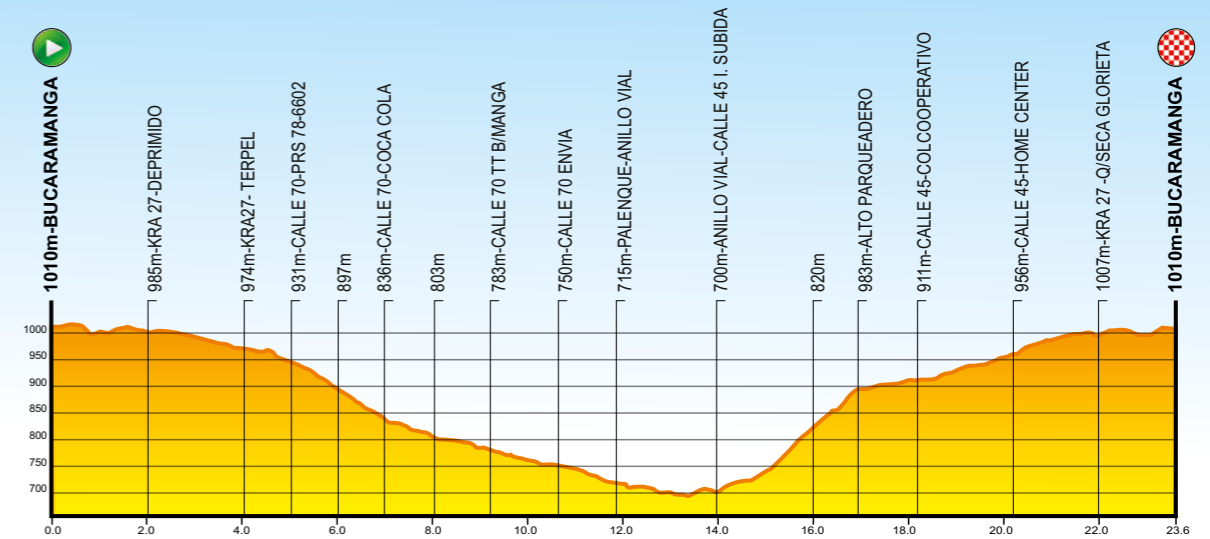 1010m-BUCARAMANGA
985m-KRA 27-DEPRIMIDO
974m-KRA27- TERPEL
931m-CALLE 70-PRS 78-6602
897m
836m-CALLE 70-COCA COLA
803m
783m-CALLE 70 TT B/MANGA
750m-CALLE 70 ENVIA
715m-PALENQUE-ANILLO VIAL
700m-ANILLO VIAL-CALLE 45 I. SUBIDA
820m
983m-ALTO PARQUEADERO
911m-CALLE 45-COLCOOPERATIVO
956m-CALLE 45-HOME CENTER
1007m-KRA 27 -Q/SECA GLORIETA
1010m-BUCARAMANGA
1000
950
900
850
800
750
700
0.0 2.0 4.0 6.0 8.0 10.0 12.0 14.0 16.0 18.0 20.0 22.0 23.6